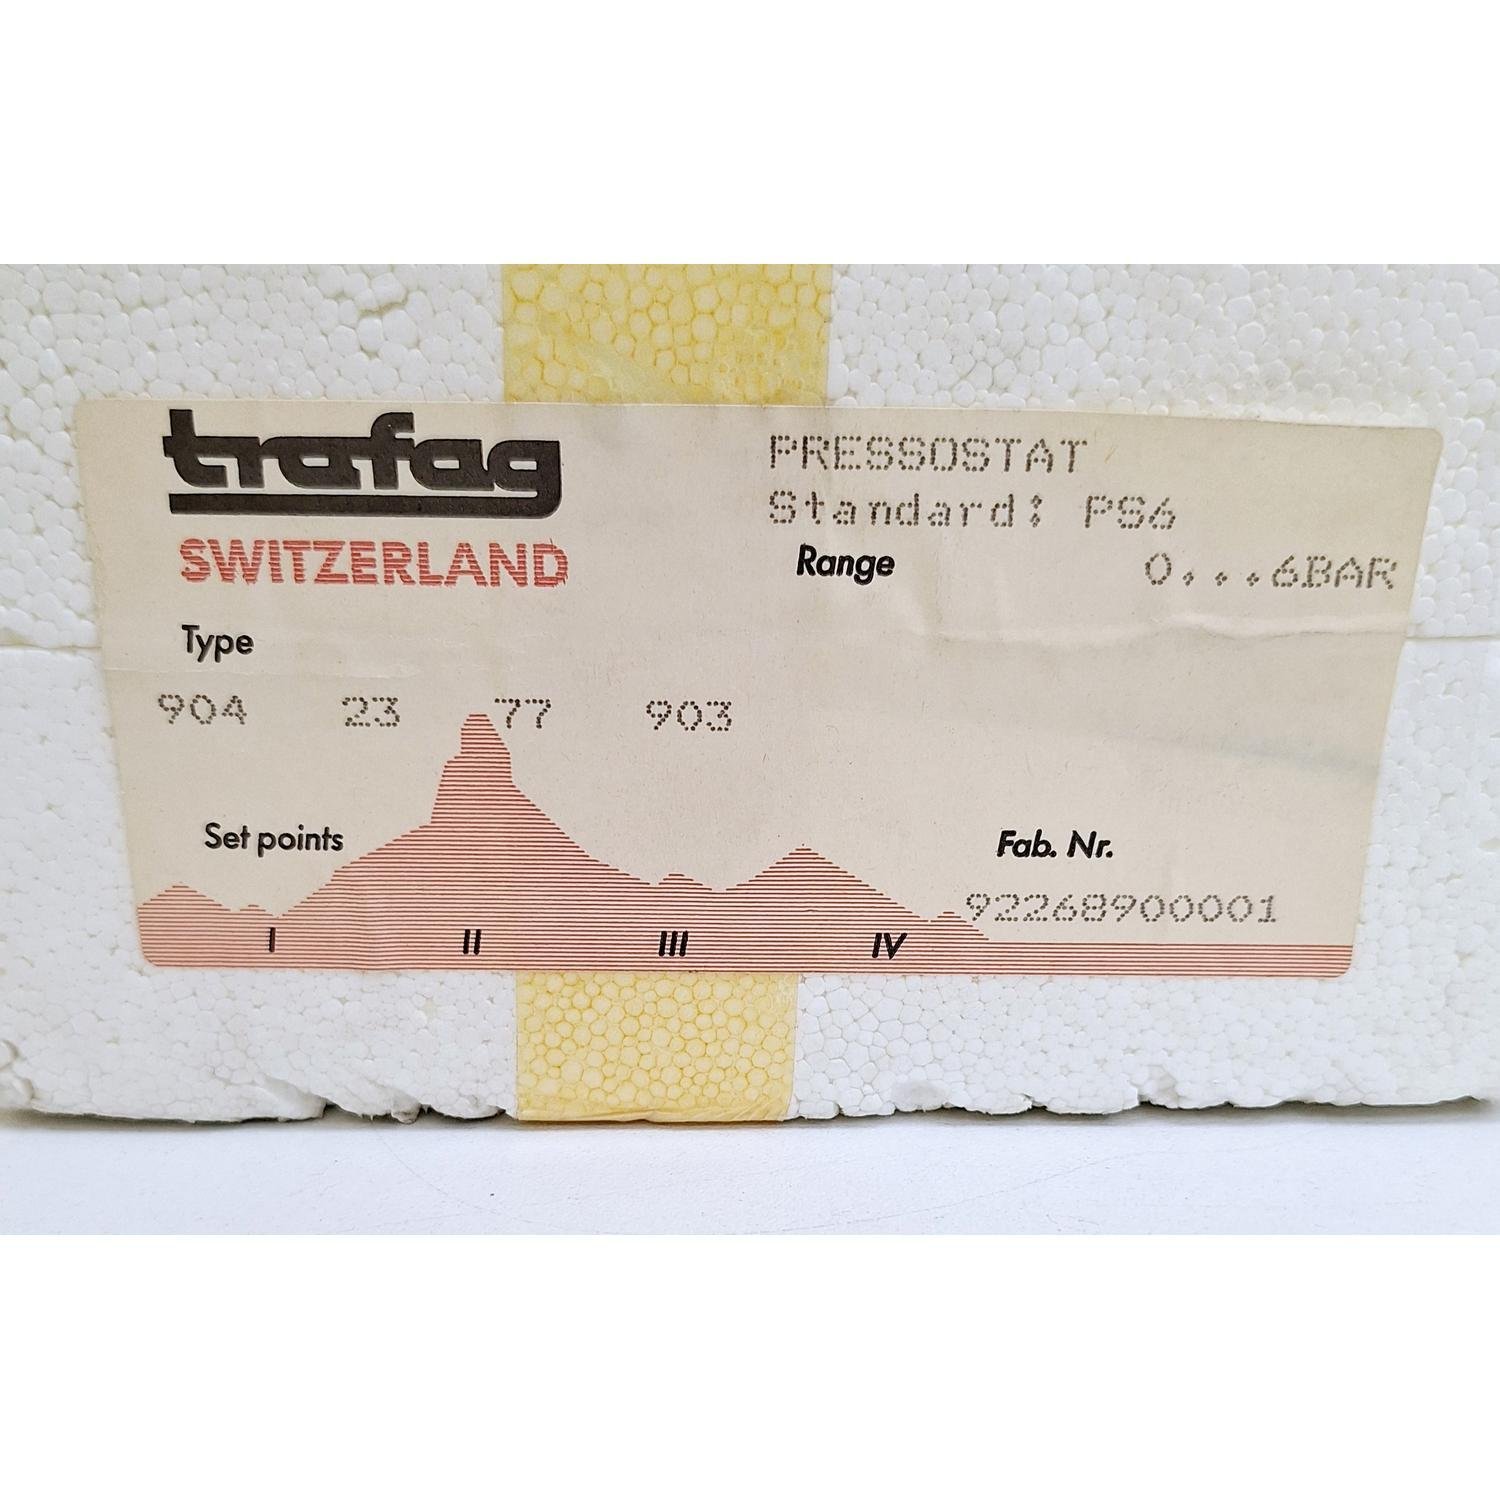 trafag
SWITZERLAND
PRESSOSTAT
Standard: PS6
Range 0...6BAR
Type
904 23 77 903
Set points
Fab. Nr.
92268900001
I II III IV